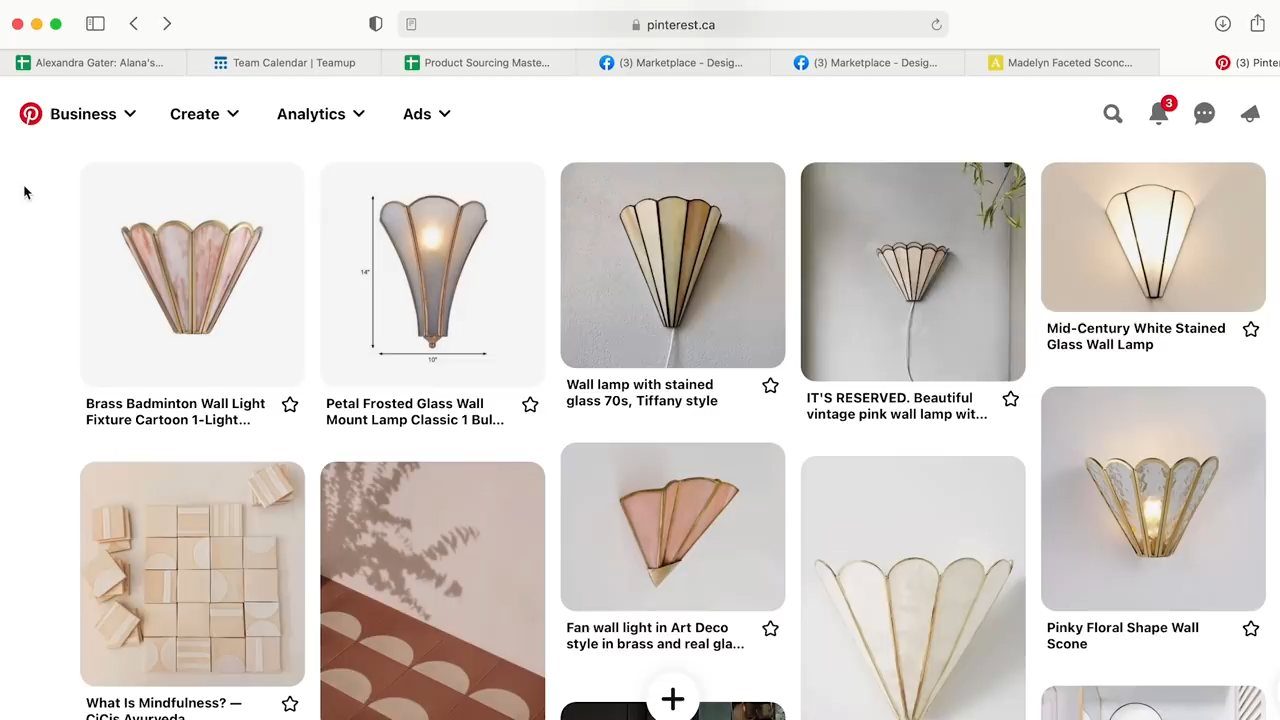 pinterest.ca
Alexandra Gater: Alana's...
Team Calendar | Teamup
Product Sourcing Maste...
(3) Marketplace - Desig...
(3) Marketplace - Desig...
Madelyn Faceted Sconc...
(3) Pinte
Business
Create
Analytics
Ads
3
14"
10"
Brass Badminton Wall Light
Fixture Cartoon 1-Light...
Petal Frosted Glass Wall
Mount Lamp Classic 1 Bul...
Wall lamp with stained
glass 70s, Tiffany style
IT'S RESERVED. Beautiful
vintage pink wall lamp wit...
Mid-Century White Stained
Glass Wall Lamp
What Is Mindfulness? —
CiCis Ayurveda
Fan wall light in Art Deco
style in brass and real gla...
Pinky Floral Shape Wall
Scone